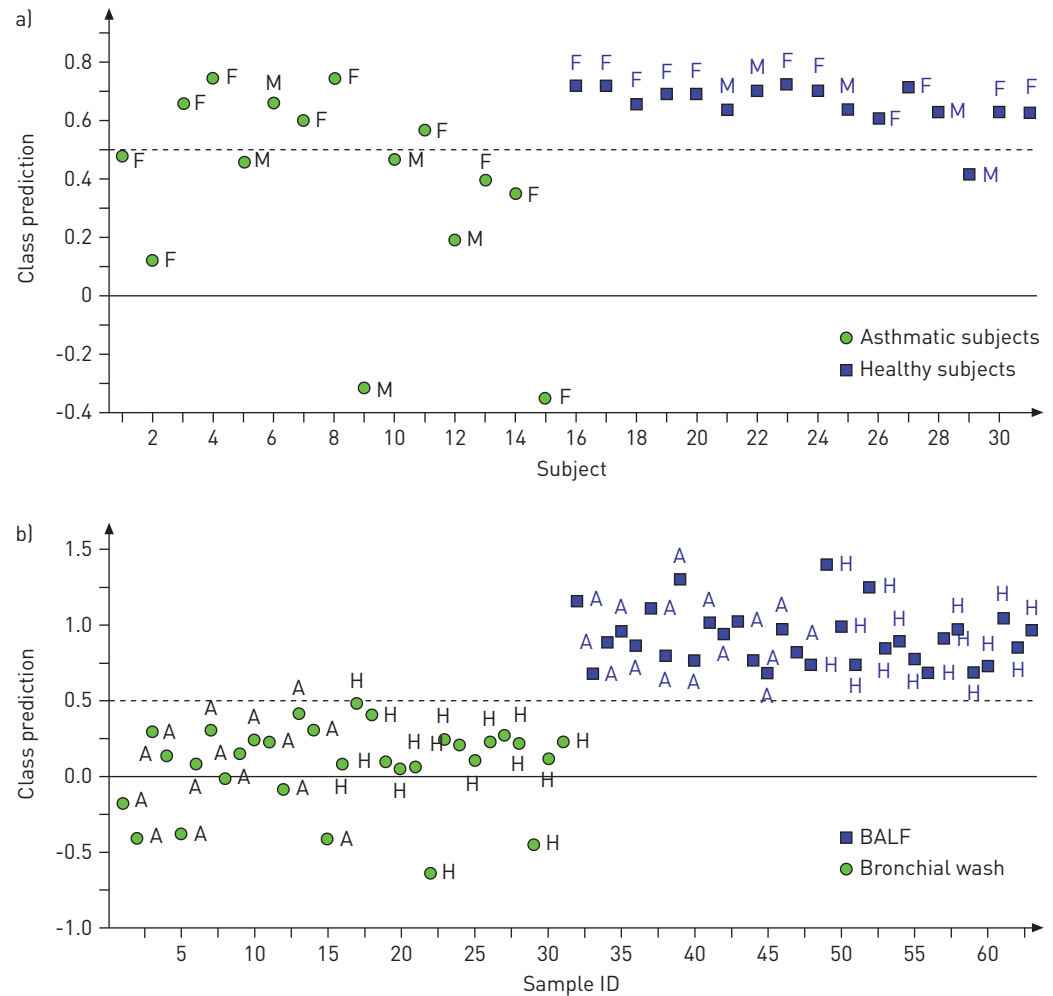 a)
0.8
0.6
0.4
0.2
0
-0.2
-0.4
Class prediction
F F F F F M M F F M F F M M F F
F F F M F M F F M F M F F M F
Asthmatic subjects
Healthy subjects
2 4 6 8 10 12 14 16 18 20 22 24 26 28 30
Subject
b)
1.5
1.0
0.5
0.0
-0.5
-1.0
Class prediction
A A A A A A A A A A A A A A A
H H H H H H H H H H H H H H H H
A A A A A A A A A A A A A A A
H H H H H H H H H H H H H H H H
BALF
Bronchial wash
5 10 15 20 25 30 35 40 45 50 55 60
Sample ID